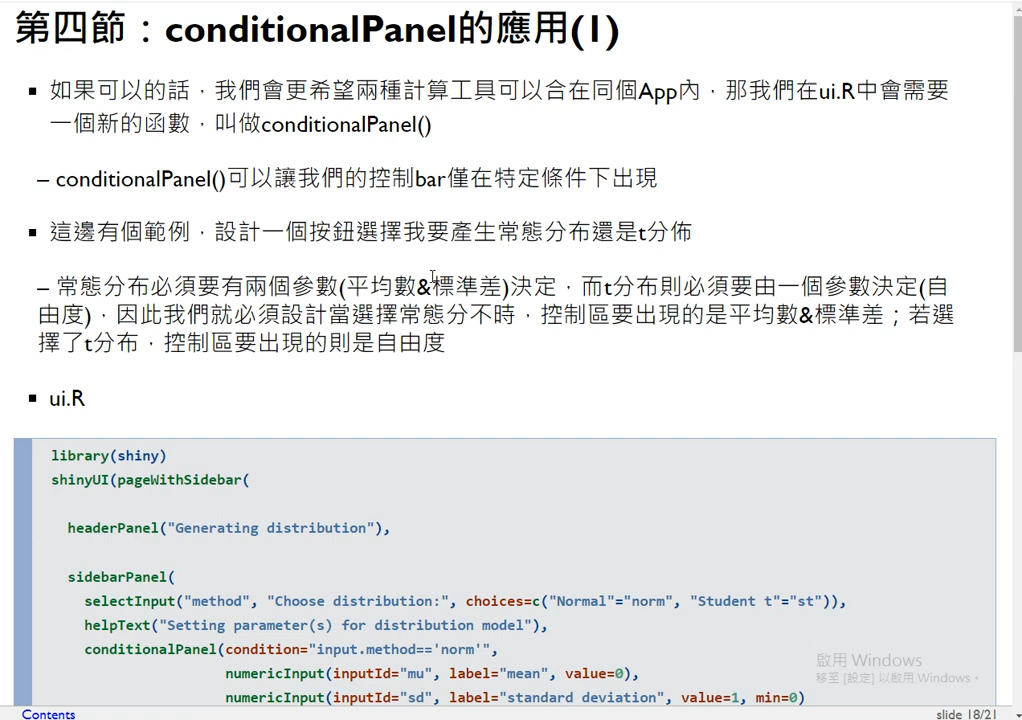 第四節：conditionalPanel的應用(1)
▪ 如果可以的話，我們會更希望兩種計算工具可以合在同個App內，那我們在ui.R中會需要
一個新的函數，叫做conditionalPanel()
– conditionalPanel()可以讓我們的控制bar僅在特定條件下出現
▪ 這邊有個範例，設計一個按鈕選擇我要產生常態分布還是t分佈
– 常態分布必須要有兩個參數(平均數&標準差)決定，而t分布則必須要由一個參數決定(自
由度)，因此我們就必須設計當選擇常態分不時，控制區要出現的是平均數&標準差；若選
擇了t分布，控制區要出現的則是自由度
▪ ui.R
library(shiny)
shinyUI(pageWithSidebar(
headerPanel("Generating distribution"),
sidebarPanel(
selectInput("method", "Choose distribution:", choices=c("Normal"="norm", "Student t"="st")),
helpText("Setting parameter(s) for distribution model"),
conditionalPanel(condition="input.method=='norm'",
numericInput(inputId="mu", label="mean", value=0),
numericInput(inputId="sd", label="standard deviation", value=1, min=0)
啟用 Windows
移至 [設定] 以啟用 Windows。
Contents
slide 18/21